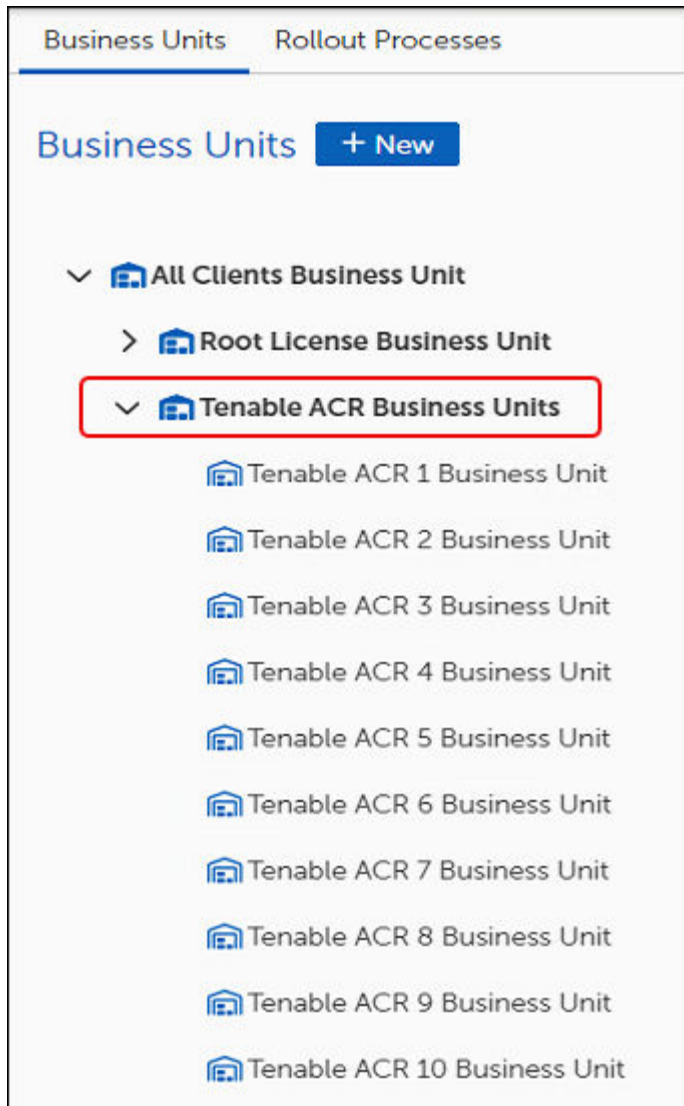 Business Units Rollout Processes
Business Units + New
All Clients Business Unit
Root License Business Unit
Tenable ACR Business Units
Tenable ACR 1 Business Unit
Tenable ACR 2 Business Unit
Tenable ACR 3 Business Unit
Tenable ACR 4 Business Unit
Tenable ACR 5 Business Unit
Tenable ACR 6 Business Unit
Tenable ACR 7 Business Unit
Tenable ACR 8 Business Unit
Tenable ACR 9 Business Unit
Tenable ACR 10 Business Unit